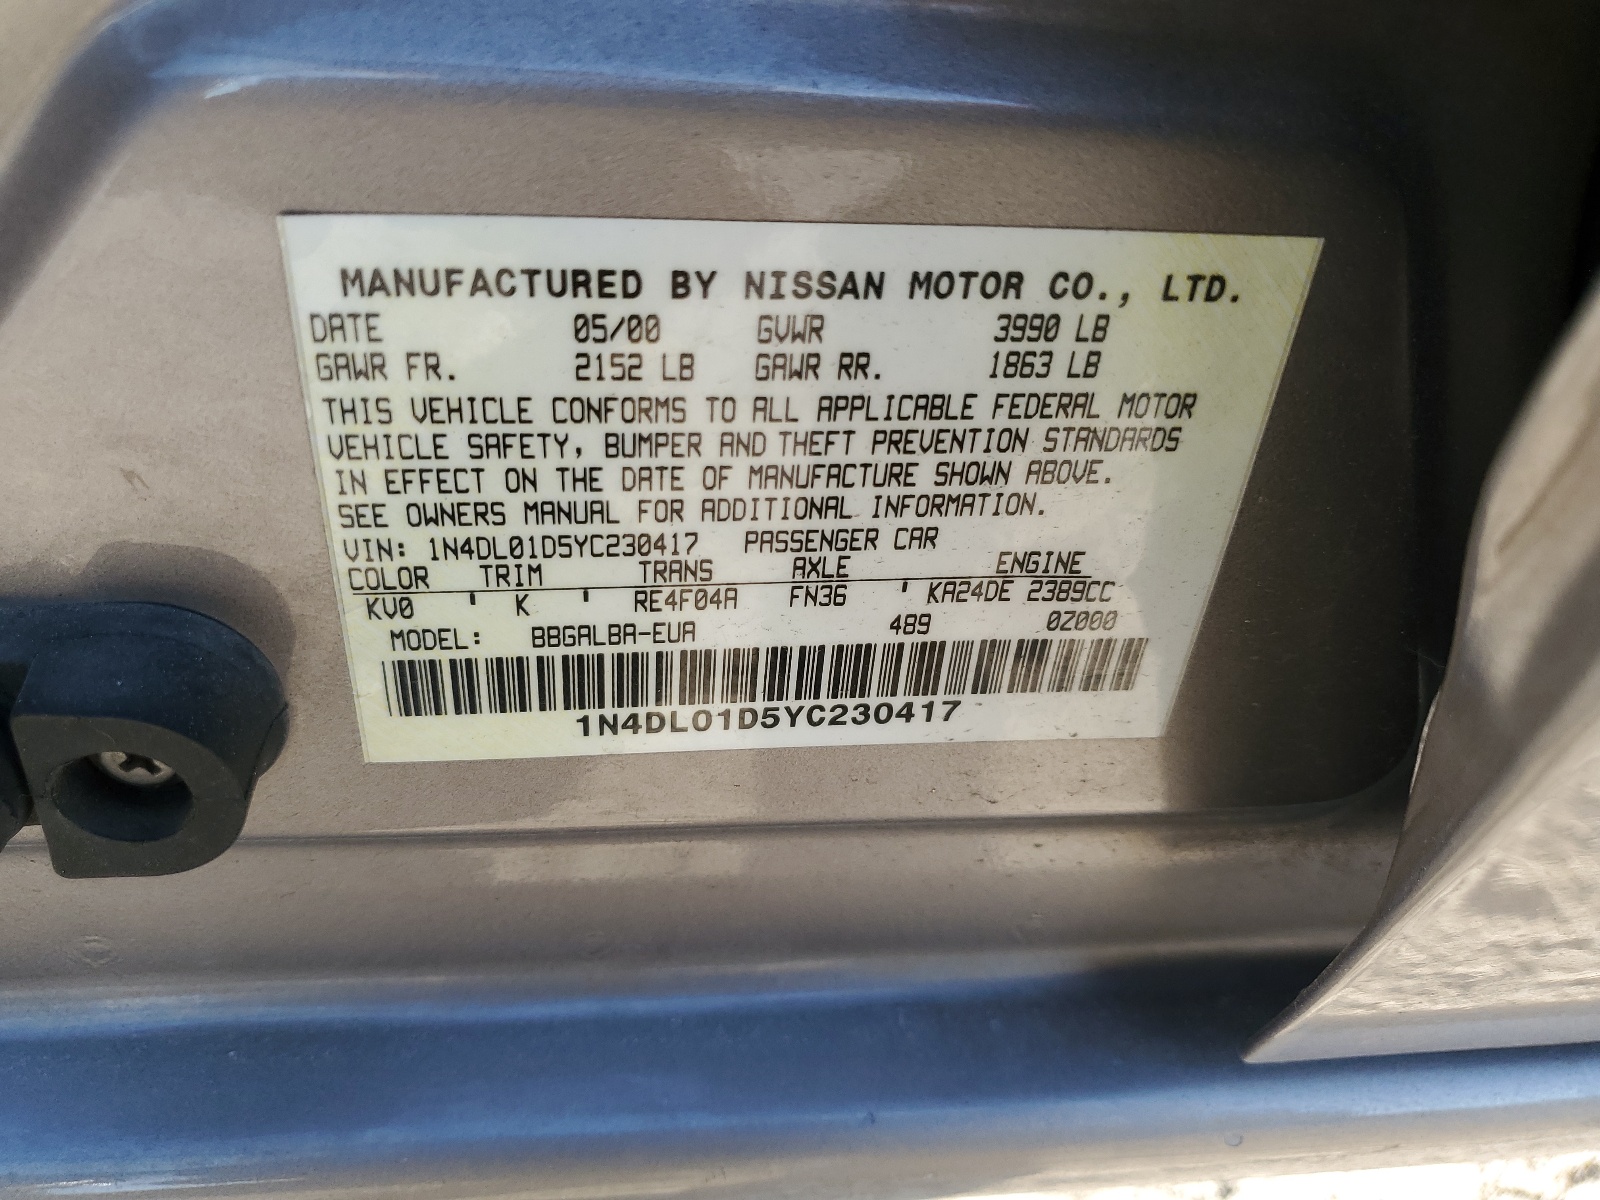 MANUFACTURED BY NISSAN MOTOR CO., LTD.
DATE 05/00 GVWR 3990 LB
GAWR FR. 2152 LB GAWR RR. 1863 LB
THIS VEHICLE CONFORMS TO ALL APPLICABLE FEDERAL MOTOR
VEHICLE SAFETY, BUMPER AND THEFT PREVENTION STANDARDS
IN EFFECT ON THE DATE OF MANUFACTURE SHOWN ABOVE.
SEE OWNERS MANUAL FOR ADDITIONAL INFORMATION.
VIN: 1N4DL01D5YC230417 PASSENGER CAR
COLOR TRIM TRANS AXLE ENGINE
KV0 ' K ' RE4F04A FN36 ' KA24DE 2389CC
MODEL: BBGALBA-EUA 489 0Z000
1N4DL01D5YC230417